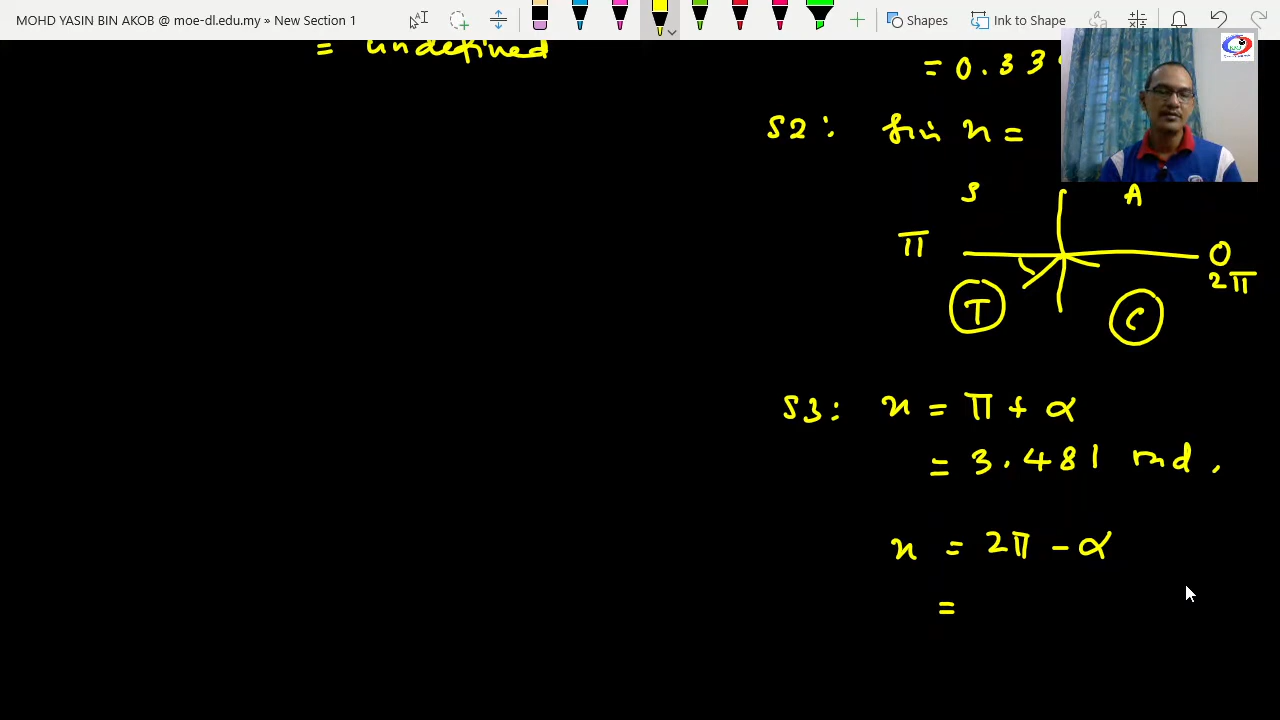 MOHD YASIN BIN AKOB @ moe-dl.edu.my » New Section 1
Shapes
Ink to Shape
= undefined
= 0.33
S2: sin x =
S A
π 0
2π
T C
S3: x = π + α
= 3.481 rad.
x = 2π - α
=